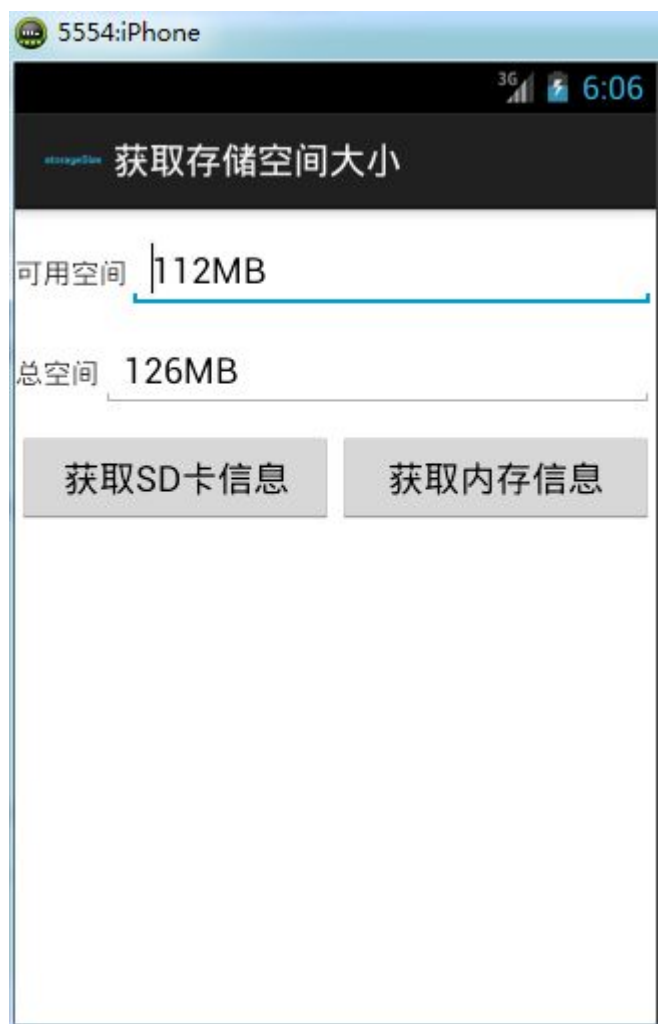 5554:iPhone
3G 6:06
storageSize 获取存储空间大小
可用空间 112MB
总空间 126MB
获取SD卡信息 获取内存信息